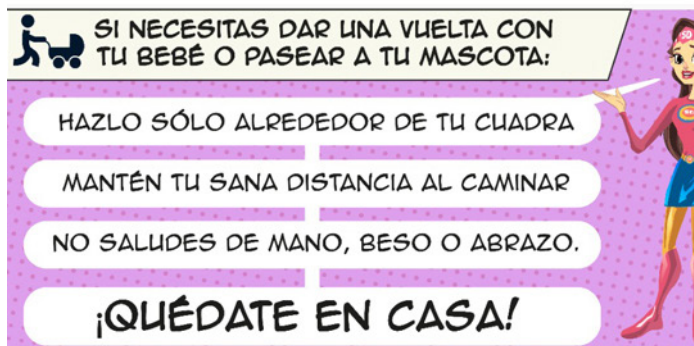 SI NECESITAS DAR UNA VUELTA CON
TU BEBÉ O PASEAR A TU MASCOTA:
HAZLO SÓLO ALREDEDOR DE TU CUADRA
MANTÉN TU SANA DISTANCIA AL CAMINAR
NO SALUDES DE MANO, BESO O ABRAZO.
¡QUÉDATE EN CASA!